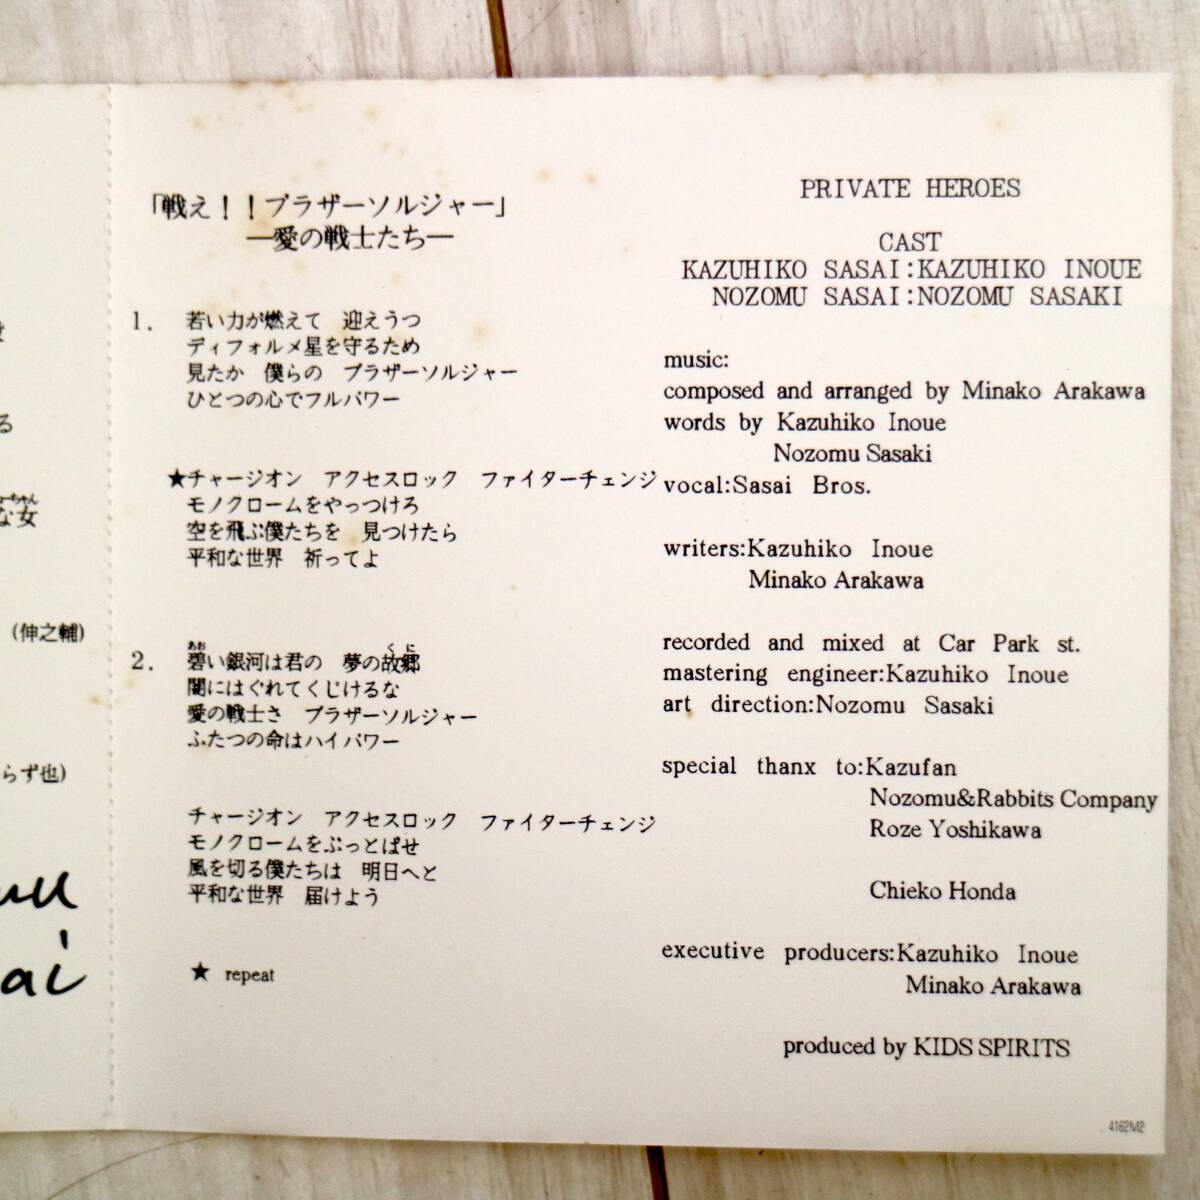 「戦え！！ブラザーソルジャー」
―愛の戦士たち―
1. 若い力が燃えて 迎えうつ
ディフォルメ星を守るため
見たか 僕らの ブラザーソルジャー
ひとつの心でフルパワー
★チャージオン アクセスロック ファイターチェンジ
モノクロームをやっつけろ
空を飛ぶ僕たちを 見つけたら
平和な世界 祈ってよ
2. 碧い銀河は君の 夢の故郷
あお くに
闇にはぐれてくじけるな
愛の戦士さ ブラザーソルジャー
ふたつの命はハイパワー
チャージオン アクセスロック ファイターチェンジ
モノクロームをぶっとばせ
風を切る僕たちは 明日へと
平和な世界 届けよう
★ repeat
PRIVATE HEROES
CAST
KAZUHIKO SASAI:KAZUHIKO INOUE
NOZOMU SASAI:NOZOMU SASAKI
music:
composed and arranged by Minako Arakawa
words by Kazuhiko Inoue
Nozomu Sasaki
vocal:Sasai Bros.
writers:Kazuhiko Inoue
Minako Arakawa
recorded and mixed at Car Park st.
mastering engineer:Kazuhiko Inoue
art direction:Nozomu Sasaki
special thanx to:Kazufan
Nozomu&Rabbits Company
Roze Yoshikawa
Chieko Honda
executive producers:Kazuhiko Inoue
Minako Arakawa
produced by KIDS SPIRITS
4162M2
る
な女
(伸之輔)
らず也)
ai